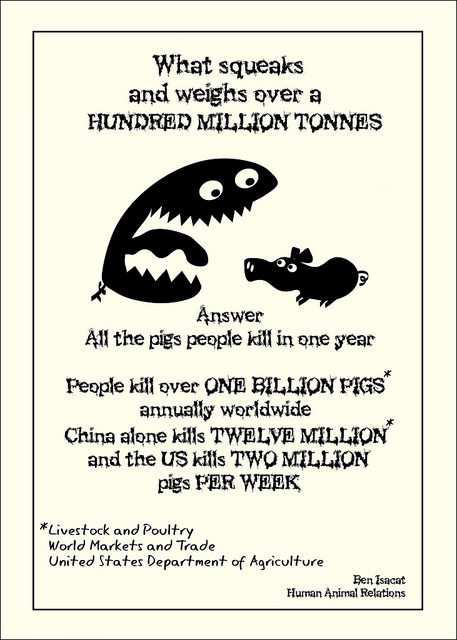 What squeaks
and weighs over a
HUNDRED MILLION TONNES
Answer
All the pigs people kill in one year
People kill over ONE BILLION PIGS*
annually worldwide
China alone kills TWELVE MILLION*
and the US kills TWO MILLION
pigs PER WEEK
*Livestock and Poultry
World Markets and Trade
United States Department of Agriculture
Ben Isacat
Human Animal Relations